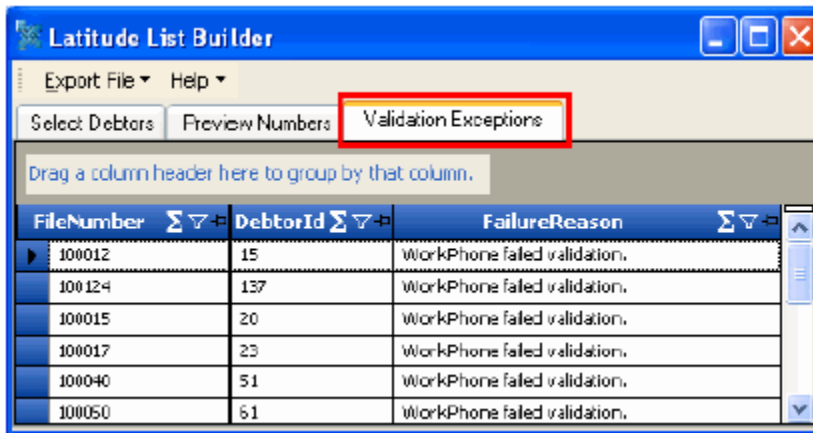 Latitude List Builder
Export File Help
Select Debtors Preview Numbers Validation Exceptions
Drag a column header here to group by that column.
FileNumber DebtorId FailureReason
100012 15 WorkPhone failed validation.
100124 137 WorkPhone failed validation.
100015 20 WorkPhone failed validation.
100017 23 WorkPhone failed validation.
100040 51 WorkPhone failed validation.
100050 61 WorkPhone failed validation.